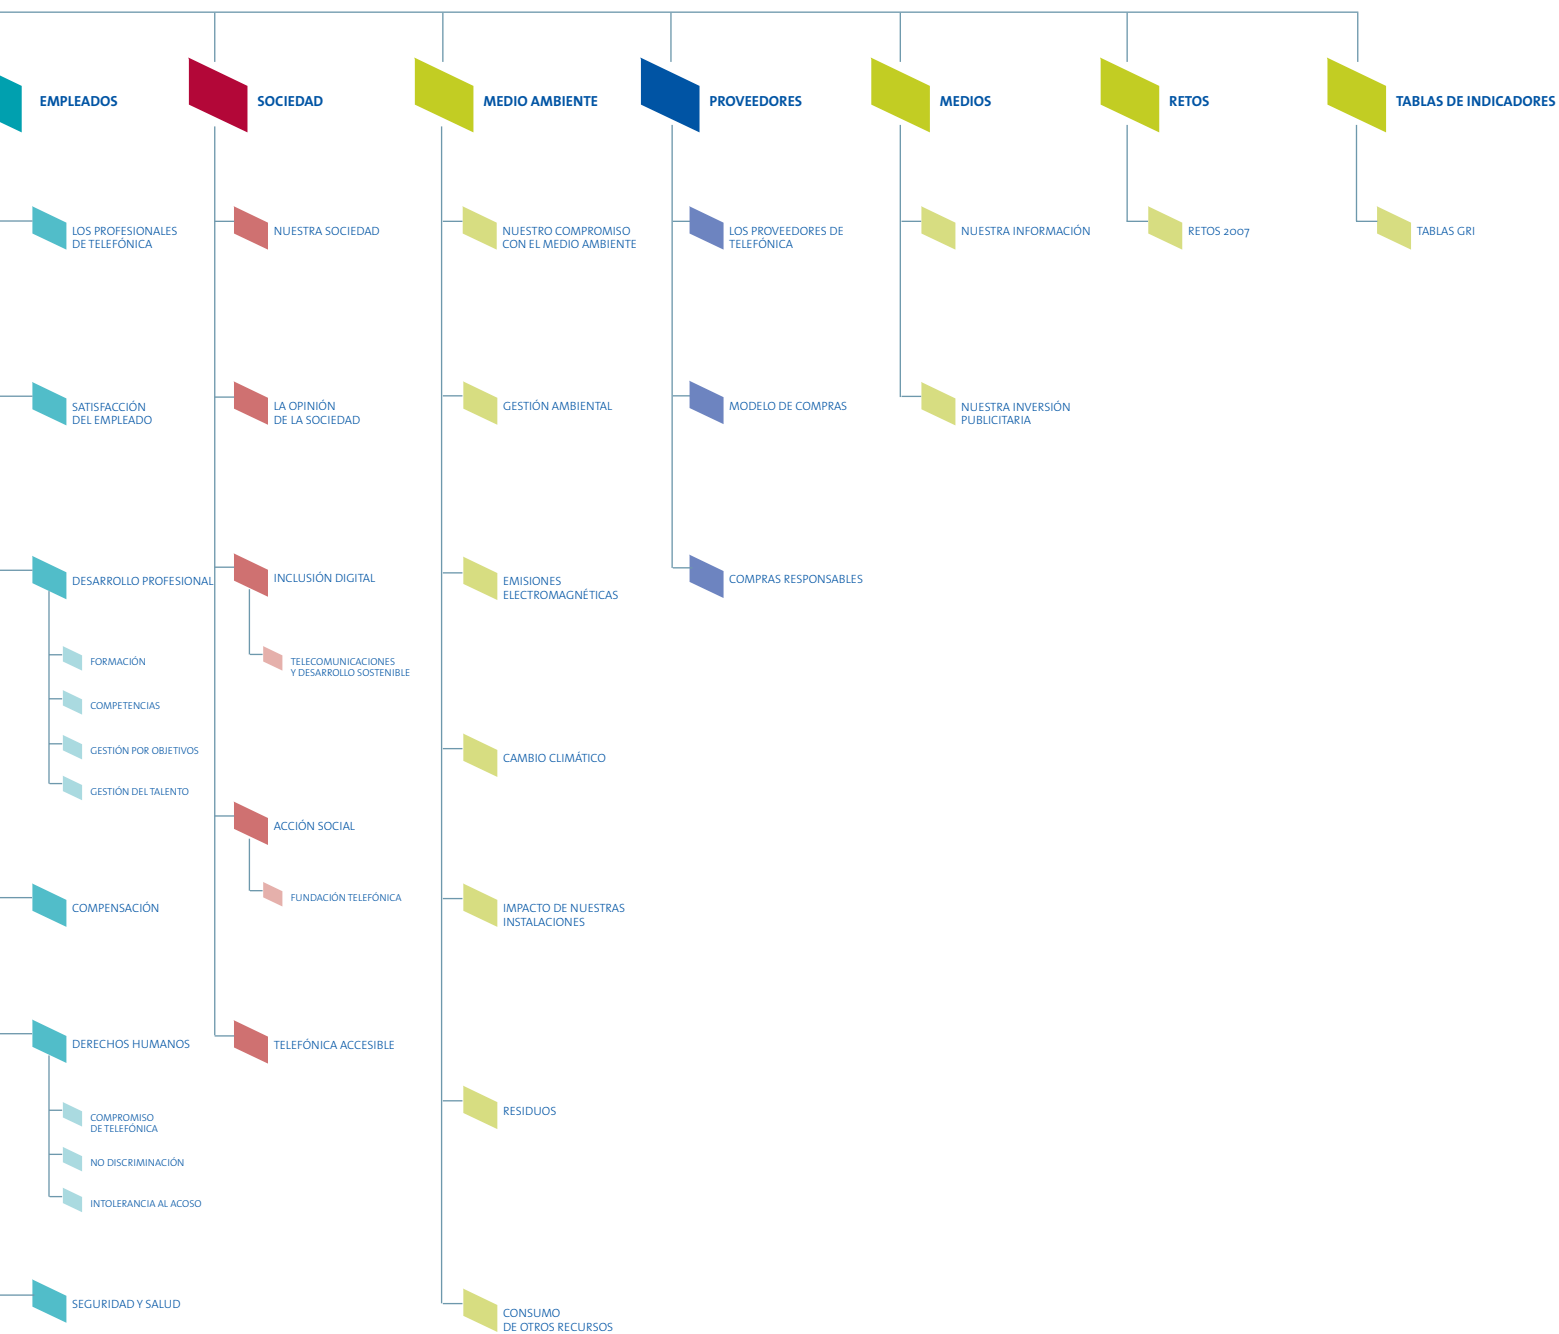 EMPLEADOS
LOS PROFESIONALES
DE TELEFÓNICA
SATISFACCIÓN
DEL EMPLEADO
DESARROLLO PROFESIONAL
FORMACIÓN
COMPETENCIAS
GESTIÓN POR OBJETIVOS
GESTIÓN DEL TALENTO
COMPENSACIÓN
DERECHOS HUMANOS
COMPROMISO
DE TELEFÓNICA
NO DISCRIMINACIÓN
INTOLERANCIA AL ACOSO
SEGURIDAD Y SALUD
SOCIEDAD
NUESTRA SOCIEDAD
LA OPINIÓN
DE LA SOCIEDAD
INCLUSIÓN DIGITAL
TELECOMUNICACIONES
Y DESARROLLO SOSTENIBLE
ACCIÓN SOCIAL
FUNDACIÓN TELEFÓNICA
TELEFÓNICA ACCESIBLE
MEDIO AMBIENTE
NUESTRO COMPROMISO
CON EL MEDIO AMBIENTE
GESTIÓN AMBIENTAL
EMISIONES
ELECTROMAGNÉTICAS
CAMBIO CLIMÁTICO
IMPACTO DE NUESTRAS
INSTALACIONES
RESIDUOS
CONSUMO
DE OTROS RECURSOS
PROVEEDORES
LOS PROVEEDORES DE
TELEFÓNICA
MODELO DE COMPRAS
COMPRAS RESPONSABLES
MEDIOS
NUESTRA INFORMACIÓN
NUESTRA INVERSIÓN
PUBLICITARIA
RETOS
RETOS 2007
TABLAS DE INDICADORES
TABLAS GRI